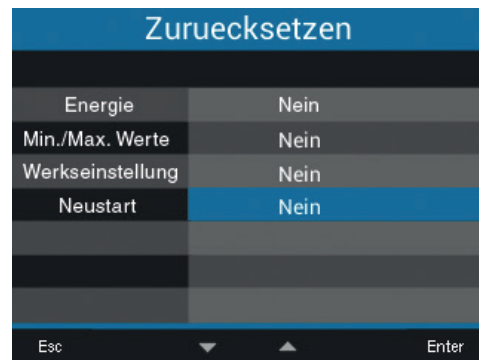 Zuruecksetzen
Energie Nein
Min./Max. Werte Nein
Werkseinstellung Nein
Neustart Nein
Esc Enter